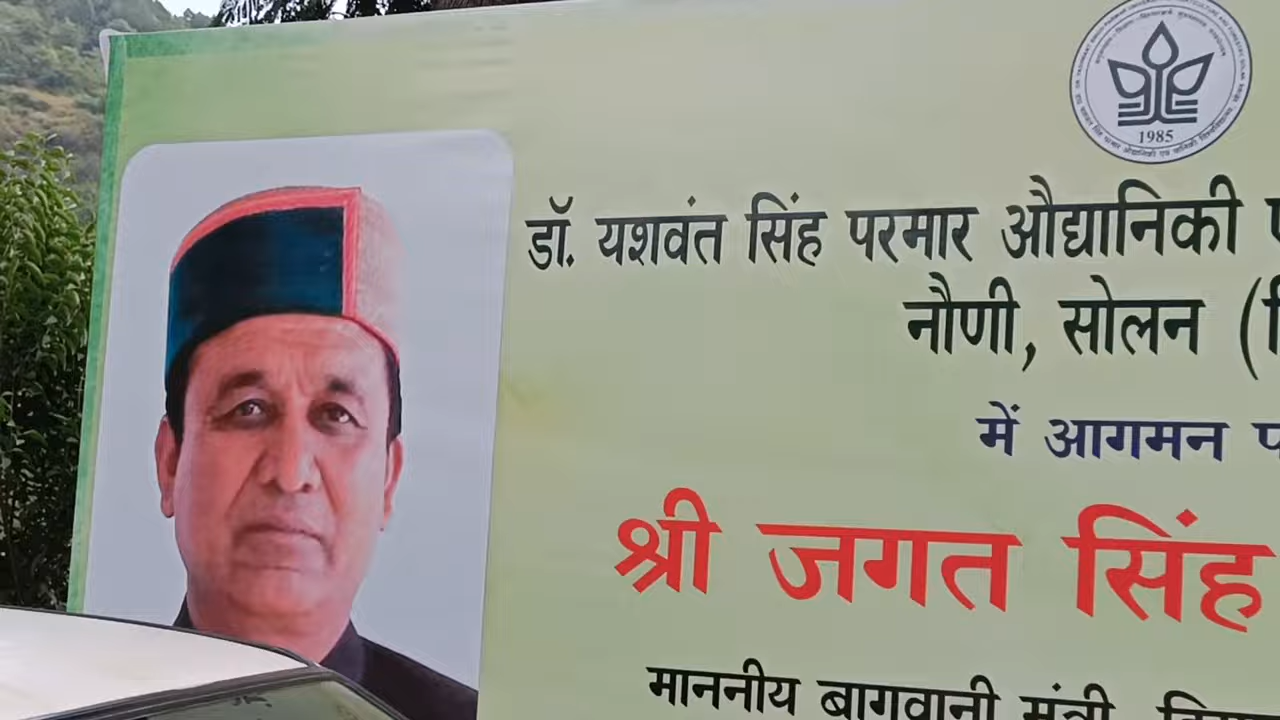 1985
डॉ. यशवंत सिंह परमार औद्यानिकी
नौणी, सोलन (
में आगमन
श्री जगत सिंह
माननीय बागवानी मंत्री,